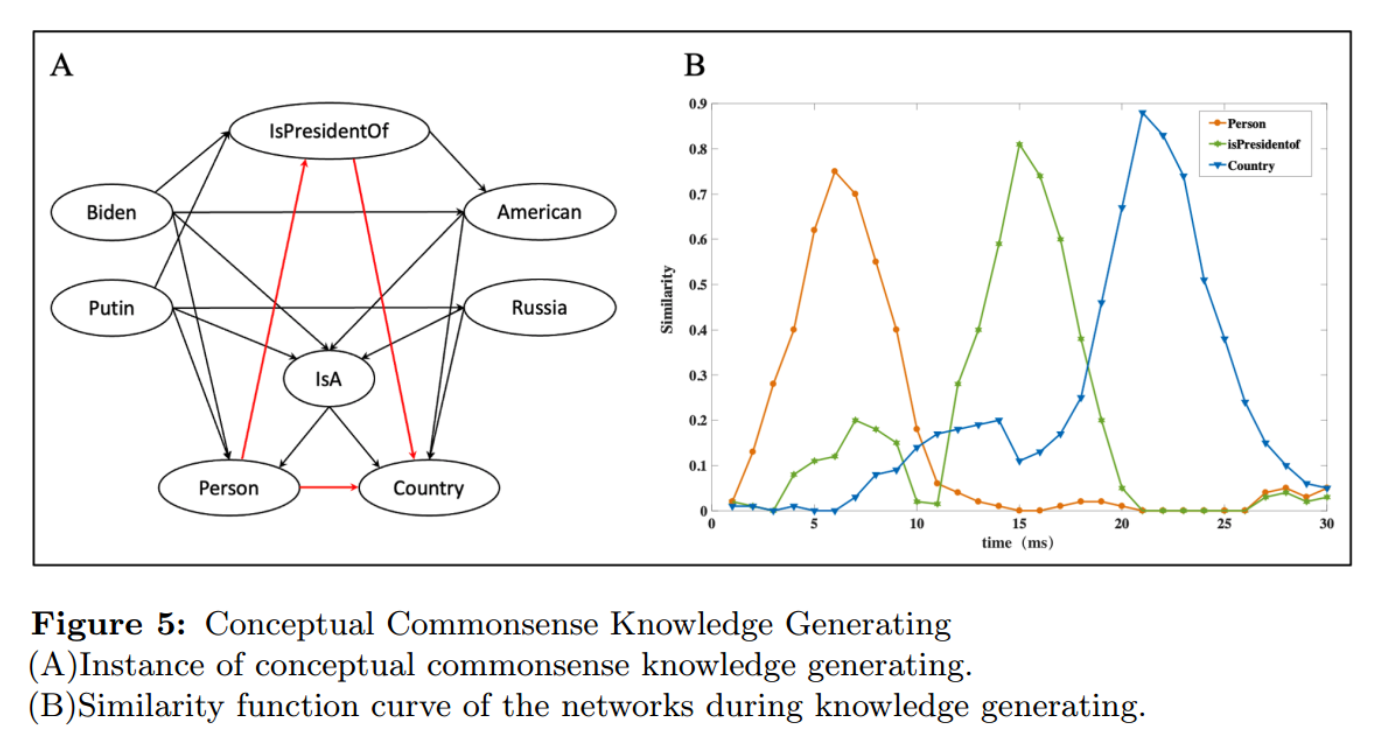 A
IsPresidentOf
Biden
American
Putin
Russia
IsA
Person
Country
B
0.9
0.8
0.7
0.6
0.5
0.4
0.3
0.2
0.1
0
Similarity
Person
isPresidentof
Country
0 5 10 15 20 25 30
time (ms)
Figure 5: Conceptual Commonsense Knowledge Generating
(A)Instance of conceptual commonsense knowledge generating.
(B)Similarity function curve of the networks during knowledge generating.